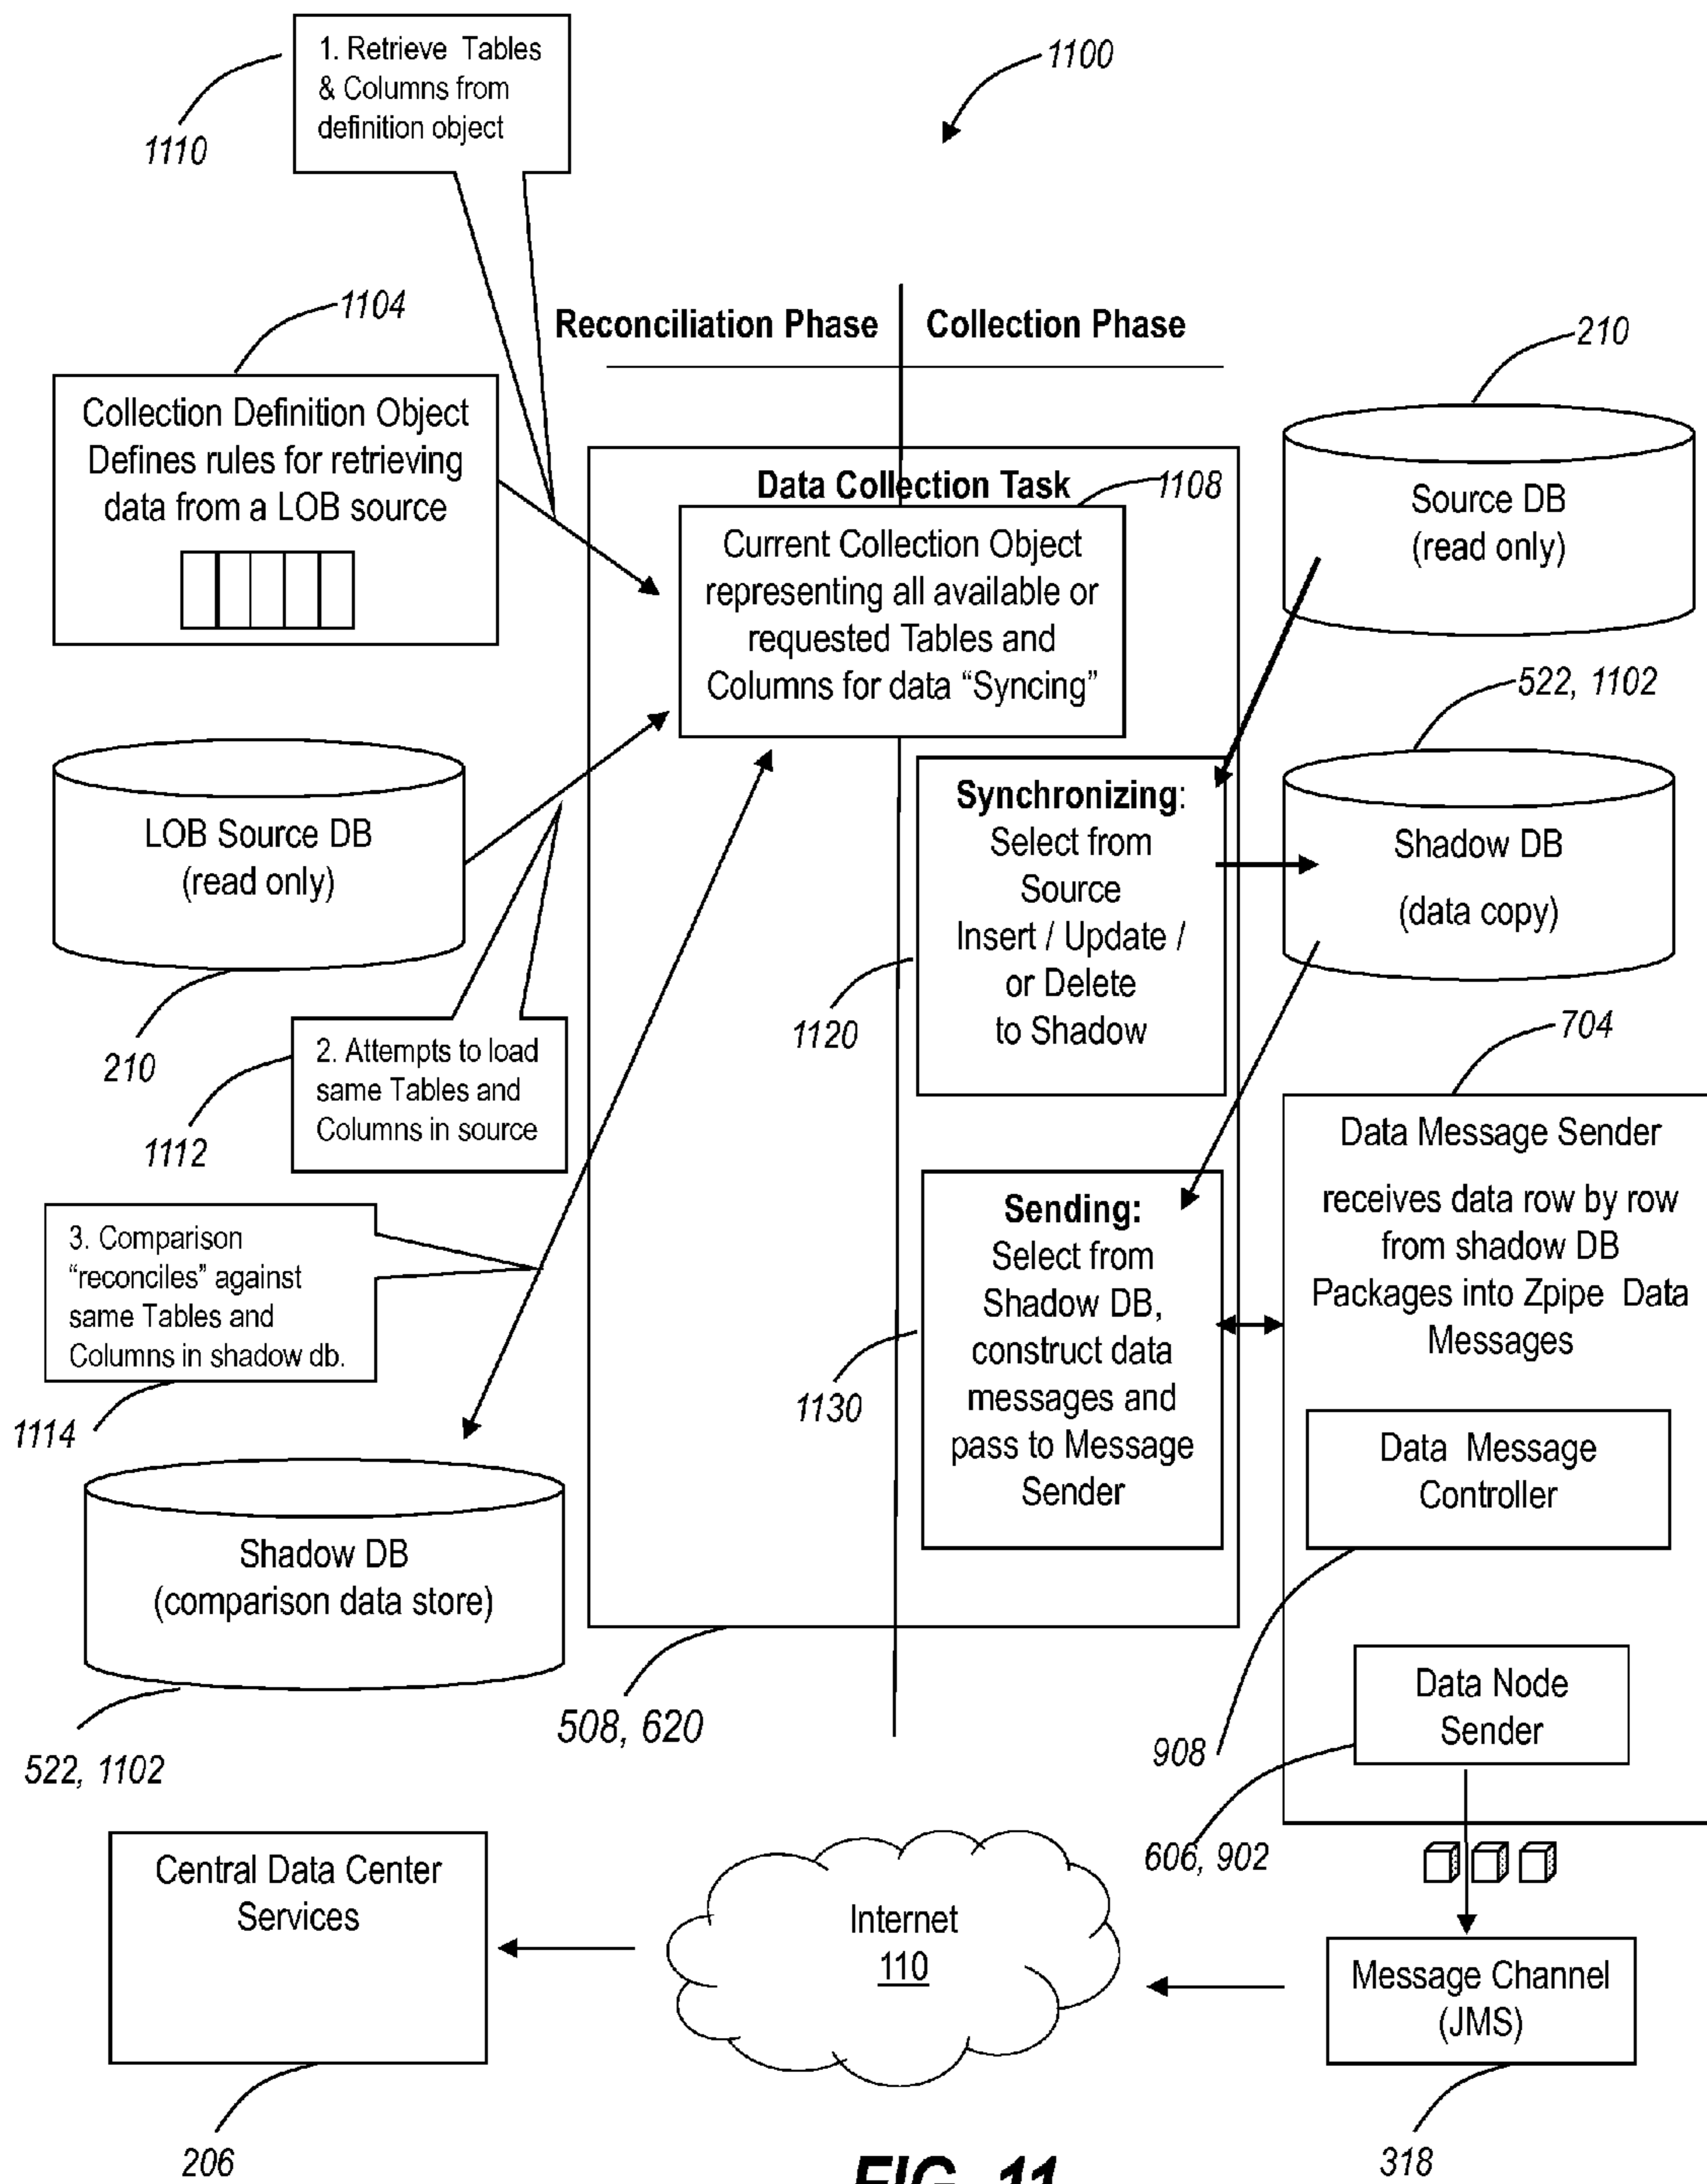 1. Retrieve Tables
& Columns from
definition object
1110
1100
1104
Reconciliation Phase
Collection Phase
210
Collection Definition Object
Defines rules for retrieving
data from a LOB source
Data Collection Task
1108
Current Collection Object
representing all available or
requested Tables and
Columns for data “Syncing”
Source DB
(read only)
522, 1102
LOB Source DB
(read only)
210
Synchronizing:
Select from
Source
Insert / Update /
or Delete
to Shadow
1120
Shadow DB
(data copy)
2. Attempts to load
same Tables and
Columns in source
1112
704
Data Message Sender
receives data row by row
from shadow DB
Packages into Zpipe Data
Messages
3. Comparison
“reconciles” against
same Tables and
Columns in shadow db.
1114
Sending:
Select from
Shadow DB,
construct data
messages and
pass to Message
Sender
1130
Data Message
Controller
Shadow DB
(comparison data store)
522, 1102
508, 620
908
Data Node
Sender
606, 902
Central Data Center
Services
206
Internet
110
Message Channel
(JMS)
318
FIG. 11